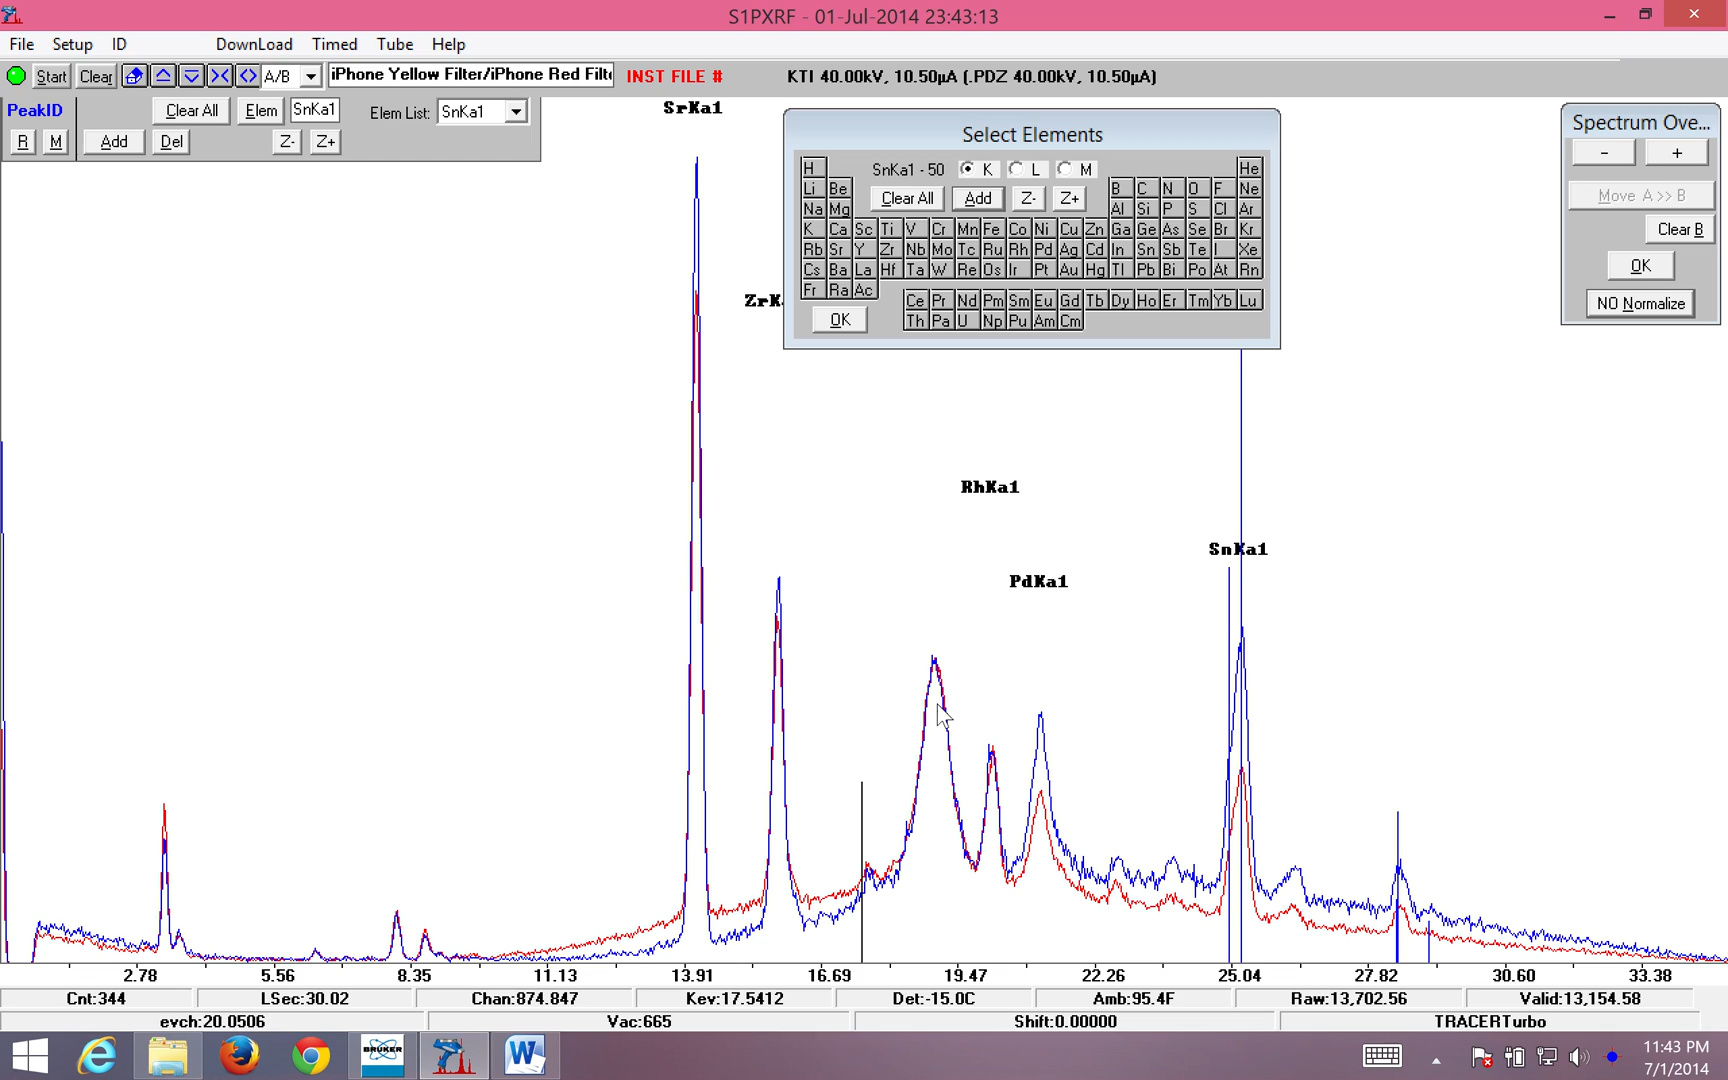 S1PXRF - 01-Jul-2014 23:43:13
File Setup ID DownLoad Timed Tube Help
Start Clear A/B iPhone Yellow Filter/iPhone Red Filt INST FILE # KTI 40.00kV, 10.50µA (.PDZ 40.00kV, 10.50µA)
PeakID Clear All Elem SnKa1 Elem List: SnKa1
R M Add Del Z- Z+
SrKa1
ZrK
RhKa1
PdKa1
SnKa1
Select Elements
H SnKa1 - 50 K L M He
Li Be Clear All Add Z- Z+ B C N O F Ne
Na Mg Al Si P S Cl Ar
K Ca Sc Ti V Cr Mn Fe Co Ni Cu Zn Ga Ge As Se Br Kr
Rb Sr Y Zr Nb Mo Tc Ru Rh Pd Ag Cd In Sn Sb Te I Xe
Cs Ba La Hf Ta W Re Os Ir Pt Au Hg Tl Pb Bi Po At Rn
Fr Ra Ac Ce Pr Nd Pm Sm Eu Gd Tb Dy Ho Er Tm Yb Lu
OK Th Pa U Np Pu Am Cm
Spectrum Ove...
- +
Move A >> B
Clear B
OK
NO Normalize
2.78 5.56 8.35 11.13 13.91 16.69 19.47 22.26 25.04 27.82 30.60 33.38
Cnt:344 LSec:30.02 Chan:874.847 Kev:17.5412 Det:-15.0C Amb:95.4F Raw:13,702.56 Valid:13,154.58
evch:20.0506 Vac:665 Shift:0.00000 TRACERTurbo
BRUKER
11:43 PM
7/1/2014